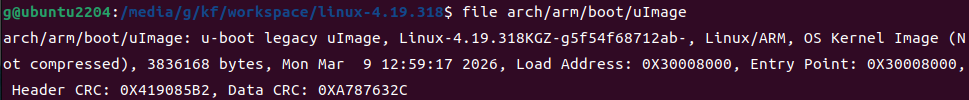 g@ubuntu2204:/media/g/kf/workspace/linux-4.19.318$ file arch/arm/boot/uImage
arch/arm/boot/uImage: u-boot legacy uImage, Linux-4.19.318KGZ-g5f54f68712ab-, Linux/ARM, OS Kernel Image (N
ot compressed), 3836168 bytes, Mon Mar  9 12:59:17 2026, Load Address: 0X30008000, Entry Point: 0X30008000,
 Header CRC: 0X419085B2, Data CRC: 0XA787632C